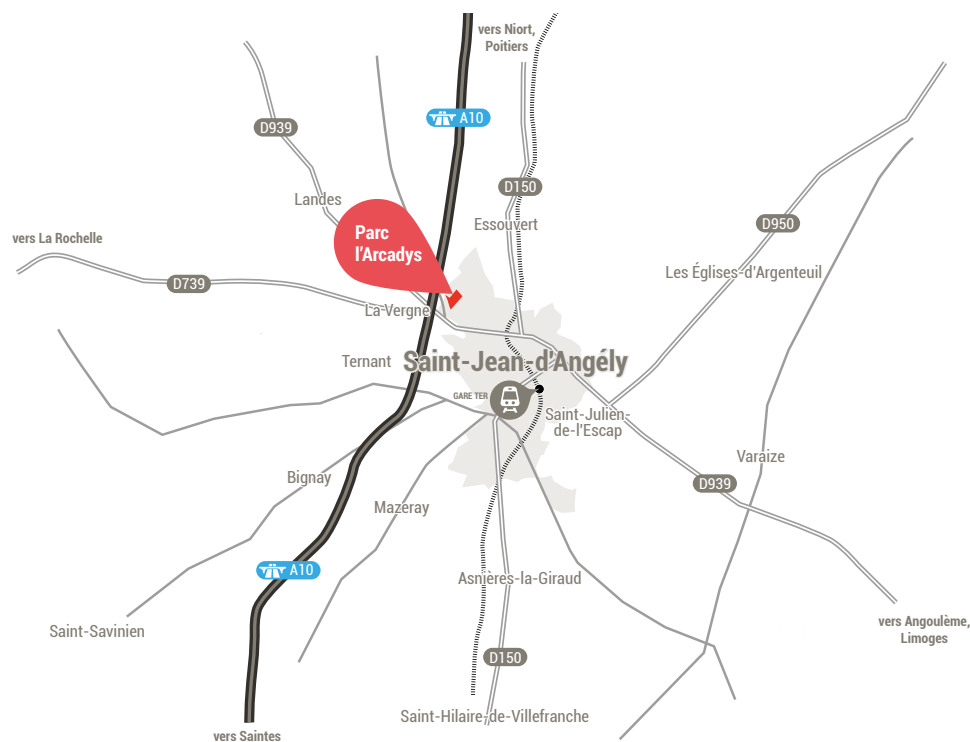 vers Niort,
Poitiers
A10
D939
D150
Landes
Essouvert
D950
Parc
l'Arcadys
vers La Rochelle
Les Églises-d'Argenteuil
D739
La Vergne
Ternant
Saint-Jean-d'Angély
GARE TER
Saint-Julien-
de-l'Escap
Varaize
Bignay
D939
Mazeray
A10
Asnières-la-Giraud
Saint-Savinien
vers Angoulème,
Limoges
D150
Saint-Hilaire-de-Villefranche
vers Saintes